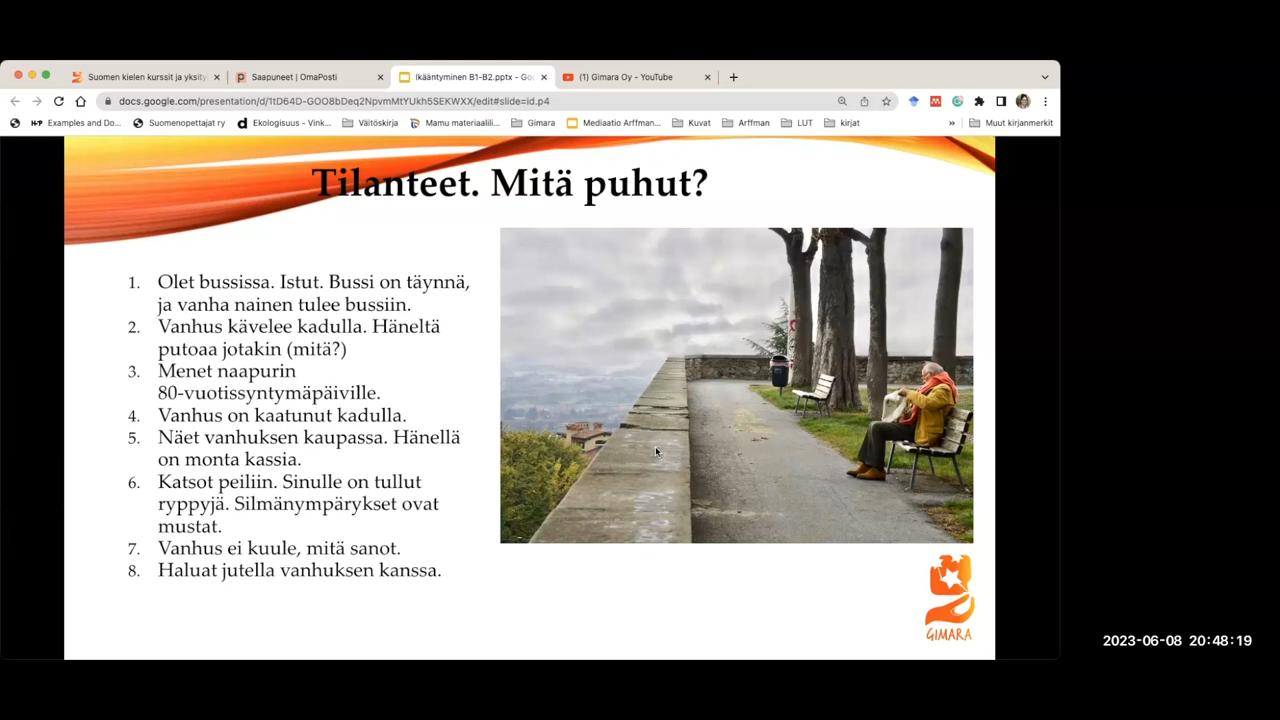 Suomen kielen kurssit ja yksity
Saapuneet | OmaPosti
Ikääntyminen B1-B2.pptx - Go
(1) Gimara Oy - YouTube
docs.google.com/presentation/d/1tD64D-GOO8bDeq2NpvmMtYUkh5SEKWXX/edit#slide=id.p4
Examples and Do...
Suomenopettajat ry
Ekologisuus - Vink...
Väitöskirja
Mamu materiaalili...
Gimara
Mediaatio Arffman...
Kuvat
Arffman
LUT
kirjat
»
Muut kirjanmerkit
Tilanteet. Mitä puhut?
1. Olet bussissa. Istut. Bussi on täynnä,
ja vanha nainen tulee bussiin.
2. Vanhus kävelee kadulla. Häneltä
putoaa jotakin (mitä?)
3. Menet naapurin
80-vuotissyntymäpäiville.
4. Vanhus on kaatunut kadulla.
5. Näet vanhuksen kaupassa. Hänellä
on monta kassia.
6. Katsot peiliin. Sinulle on tullut
ryppyjä. Silmänympärykset ovat
mustat.
7. Vanhus ei kuule, mitä sanot.
8. Haluat jutella vanhuksen kanssa.
GIMARA
2023-06-08 20:48:19